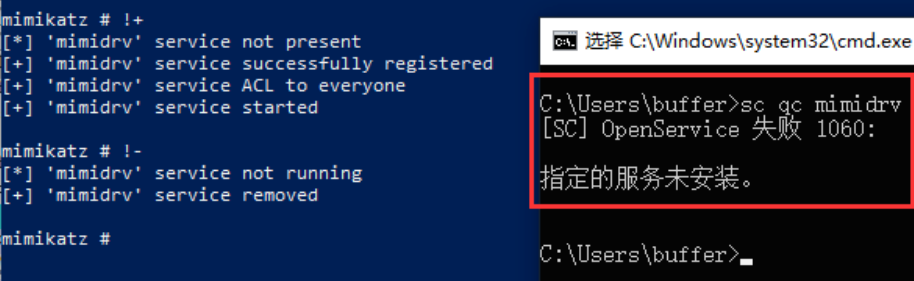 mimikatz # !+
[*] 'mimidrv' service not present
[+] 'mimidrv' service successfully registered
[+] 'mimidrv' service ACL to everyone
[+] 'mimidrv' service started
mimikatz # !-
[*] 'mimidrv' service not running
[+] 'mimidrv' service removed
mimikatz #
选择 C:\Windows\system32\cmd.exe
C:\Users\buffer>sc qc mimidrv
[SC] OpenService 失败 1060:
指定的服务未安装。
C:\Users\buffer>